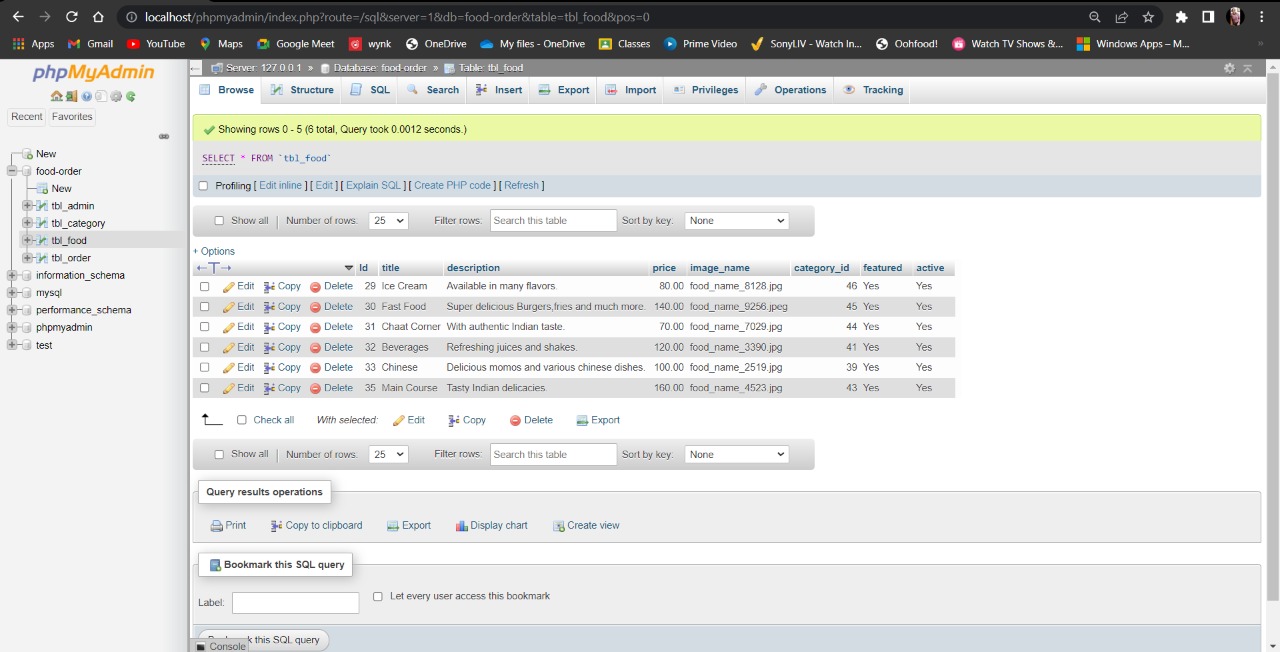 localhost/phpmyadmin/index.php?route=/sql&server=1&db=food-order&table=tbl_food&pos=0
Apps Gmail YouTube Maps Google Meet wynk OneDrive My files - OneDrive Classes Prime Video SonyLIV - Watch In... Oohfood! Watch TV Shows &... Windows Apps – M... »
phpMyAdmin
Recent Favorites
New
food-order
New
tbl_admin
tbl_category
tbl_food
tbl_order
information_schema
mysql
performance_schema
phpmyadmin
test
Server: 127.0.0.1 » Database: food-order » Table: tbl_food
Browse Structure SQL Search Insert Export Import Privileges Operations Tracking
Showing rows 0 - 5 (6 total, Query took 0.0012 seconds.)
SELECT * FROM `tbl_food`
Profiling [ Edit inline ] [ Edit ] [ Explain SQL ] [ Create PHP code ] [ Refresh ]
Show all | Number of rows: 25 Filter rows: Search this table Sort by key: None
+ Options
←T→ Id title description price image_name category_id featured active
Edit Copy Delete 29 Ice Cream Available in many flavors. 80.00 food_name_8128.jpg 46 Yes Yes
Edit Copy Delete 30 Fast Food Super delicious Burgers,fries and much more. 140.00 food_name_9256.jpeg 45 Yes Yes
Edit Copy Delete 31 Chaat Corner With authentic Indian taste. 70.00 food_name_7029.jpg 44 Yes Yes
Edit Copy Delete 32 Beverages Refreshing juices and shakes. 120.00 food_name_3390.jpg 41 Yes Yes
Edit Copy Delete 33 Chinese Delicious momos and various chinese dishes. 100.00 food_name_2519.jpg 39 Yes Yes
Edit Copy Delete 35 Main Course Tasty Indian delicacies. 160.00 food_name_4523.jpg 43 Yes Yes
Check all With selected: Edit Copy Delete Export
Show all | Number of rows: 25 Filter rows: Search this table Sort by key: None
Query results operations
Print Copy to clipboard Export Display chart Create view
Bookmark this SQL query
Label: Let every user access this bookmark
this SQL query
Console